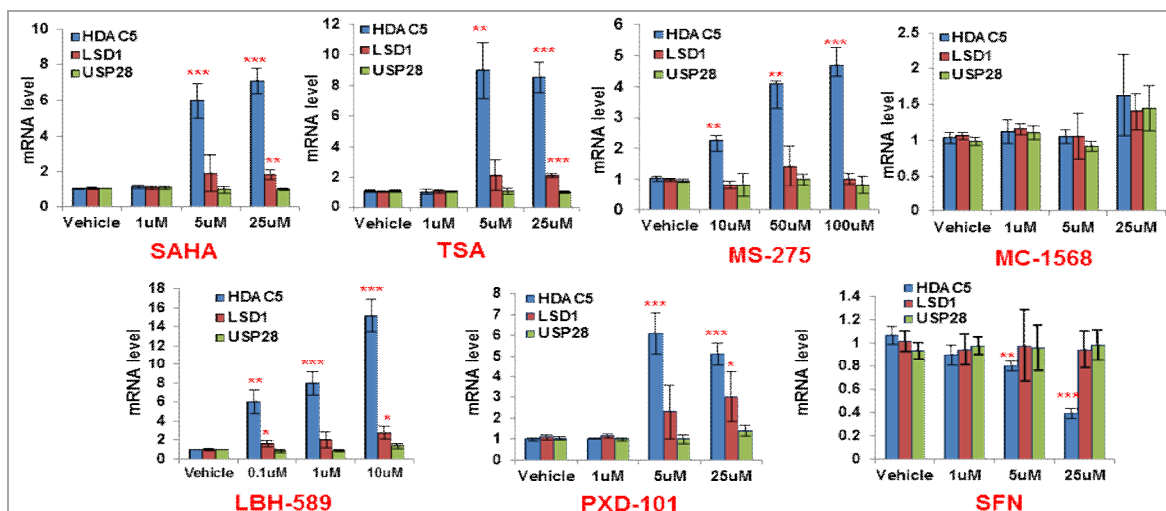 ***
***
**
HDAC5
LSD1
USP28
mRNA level
10
8
6
4
2
0
Vehicle 1uM 5uM 25uM
SAHA
**
***
***
HDAC5
LSD1
USP28
mRNA level
12
10
8
6
4
2
0
Vehicle 1uM 5uM 25uM
TSA
**
**
***
HDAC5
LSD1
USP28
mRNA level
6
5
4
3
2
1
0
Vehicle 10uM 50uM 100uM
MS-275
HDAC5
LSD1
USP28
mRNA level
2.5
2
1.5
1
0.5
0
Vehicle 1uM 5uM 25uM
MC-1568
**
*
***
***
*
HDAC5
LSD1
USP28
mRNA level
18
16
14
12
10
8
6
4
2
0
Vehicle 0.1uM 1uM 10uM
LBH-589
***
***
*
HDAC5
LSD1
USP28
mRNA level
8
7
6
5
4
3
2
1
0
Vehicle 1uM 5uM 25uM
PXD-101
**
***
HDAC5
LSD1
USP28
mRNA level
1.4
1.2
1
0.8
0.6
0.4
0.2
0
Vehicle 1uM 5uM 25uM
SFN